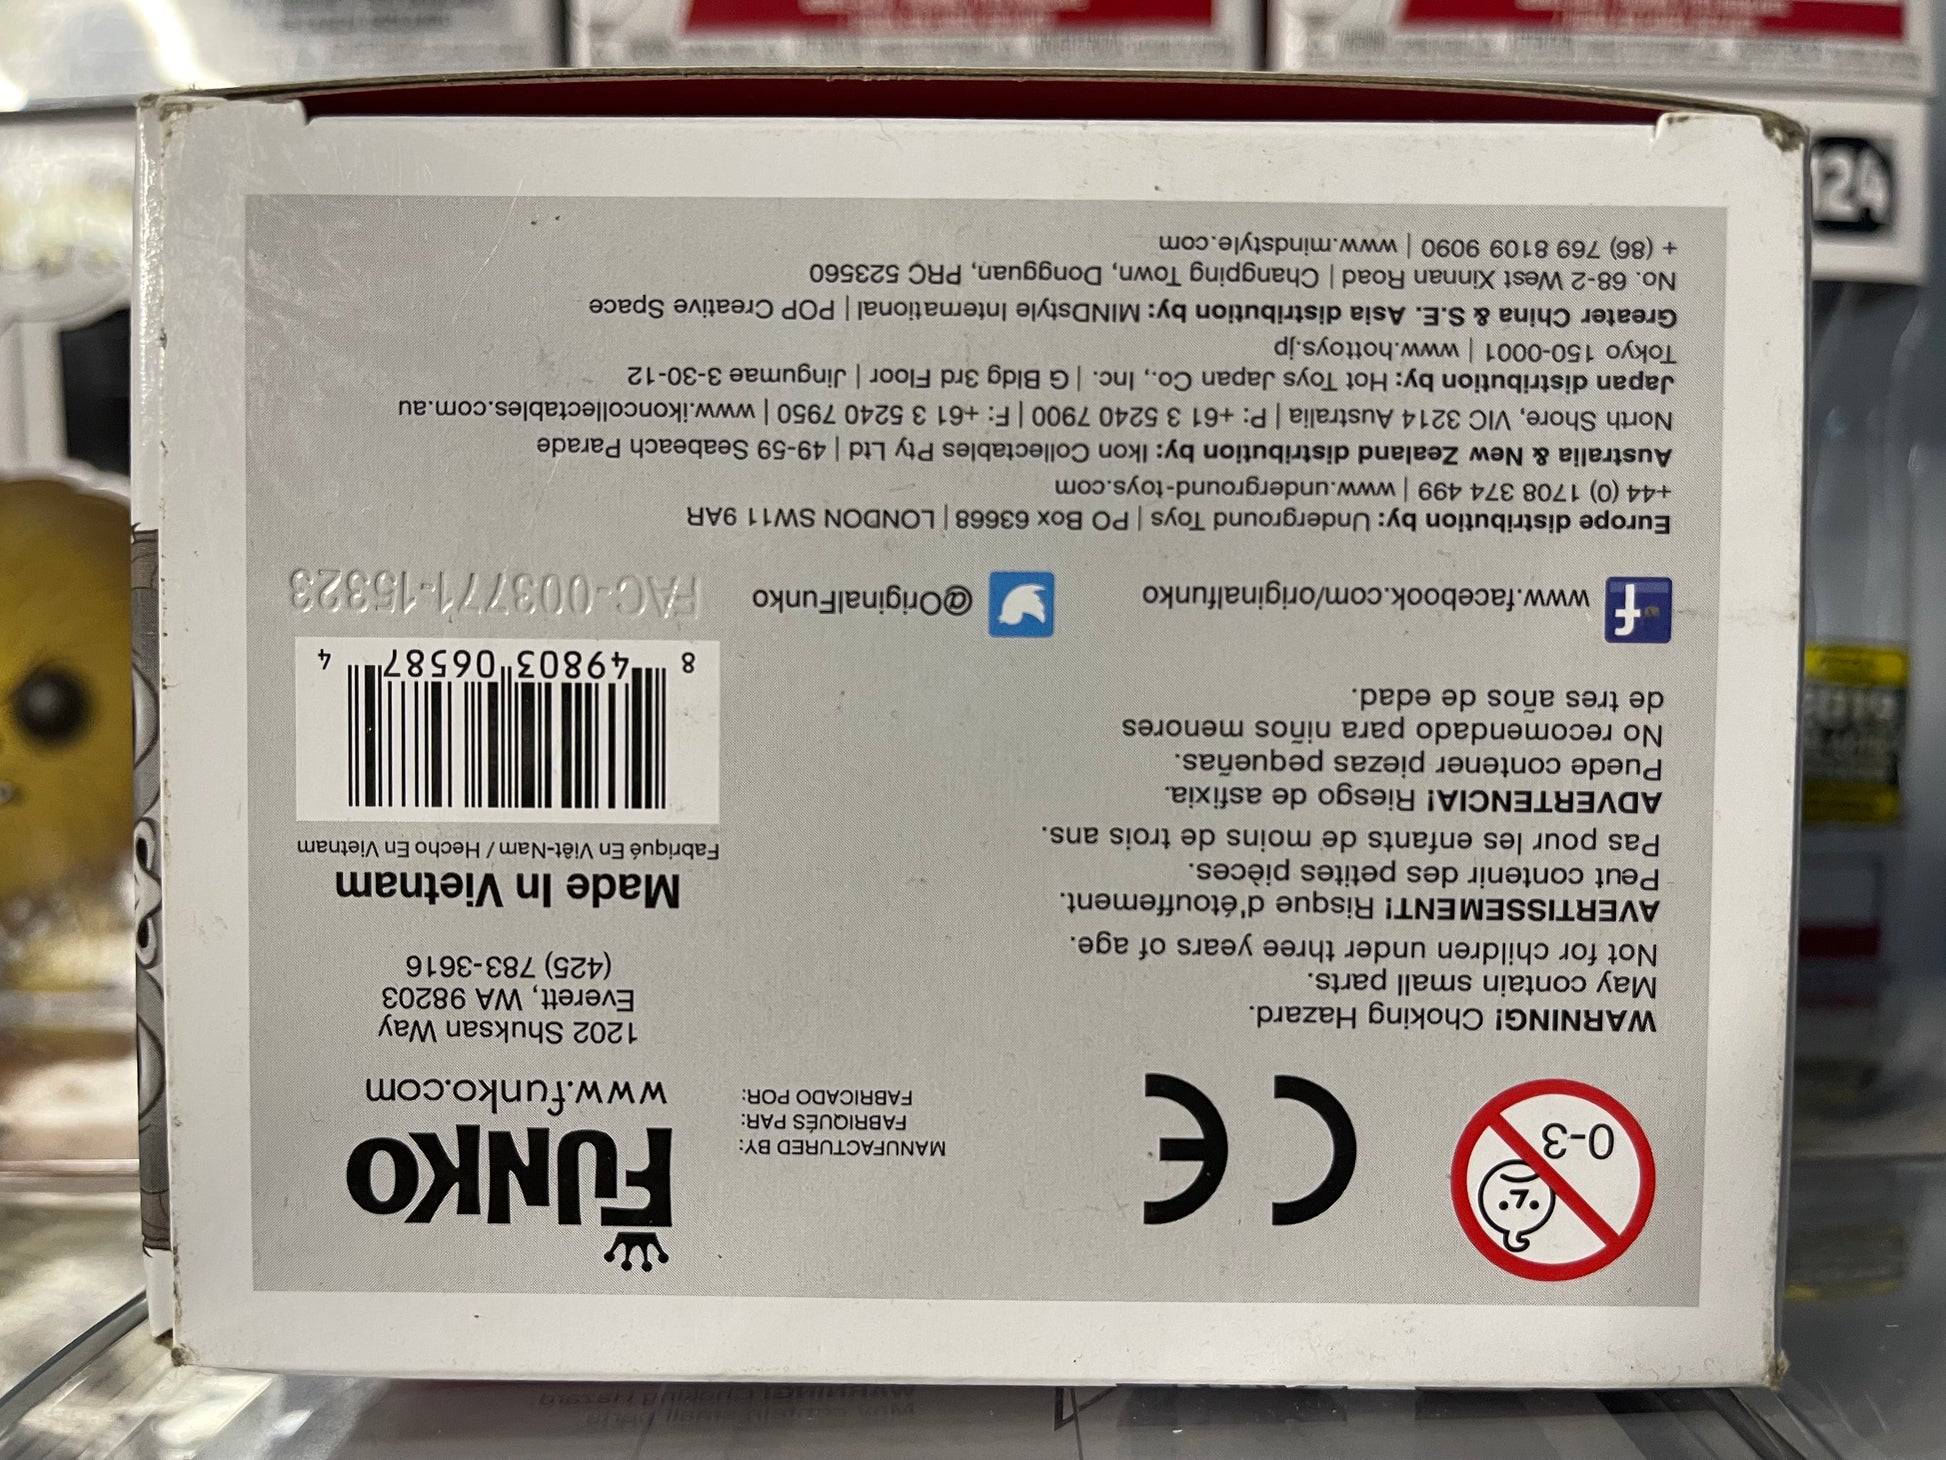 0-3
CE
MANUFACTURED BY:
FABRIQUÉS PAR:
FABRICADO POR:
FUNKO
www.funko.com
1202 Shuksan Way
Everett, WA 98203
(425) 783-3616
WARNING! Choking Hazard.
May contain small parts.
Not for children under three years of age.
AVERTISSEMENT! Risque d'étouffement.
Peut contenir des petites pièces.
Pas pour les enfants de moins de trois ans.
ADVERTENCIA! Riesgo de asfixia.
Puede contener piezas pequeñas.
No recomendado para niños menores
de tres años de edad.
Made In Vietnam
Fabriqué En Viêt-Nam / Hecho En Vietnam
8 49803 06587 4
f www.facebook.com/originalfunko
@OriginalFunko
FAC-003771-15323
Europe distribution by: Underground Toys | PO Box 63668 | LONDON SW11 9AR
+44 (0) 1708 374 499 | www.underground-toys.com
Australia & New Zealand distribution by: Ikon Collectables Pty Ltd | 49-59 Seabeach Parade
North Shore, VIC 3214 Australia | P: +61 3 5240 7900 | F: +61 3 5240 7950 | www.ikoncollectables.com.au
Japan distribution by: Hot Toys Japan Co., Inc. | G Bldg 3rd Floor | Jingumae 3-30-12
Tokyo 150-0001 | www.hottoys.jp
Greater China & S.E. Asia distribution by: MINDstyle International | POP Creative Space
No. 68-2 West Xinnan Road | Changping Town, Dongguan, PRC 523560
+ (86) 769 8109 9090 | www.mindstyle.com
WARNING! Choking Hazard.
May contain small parts.